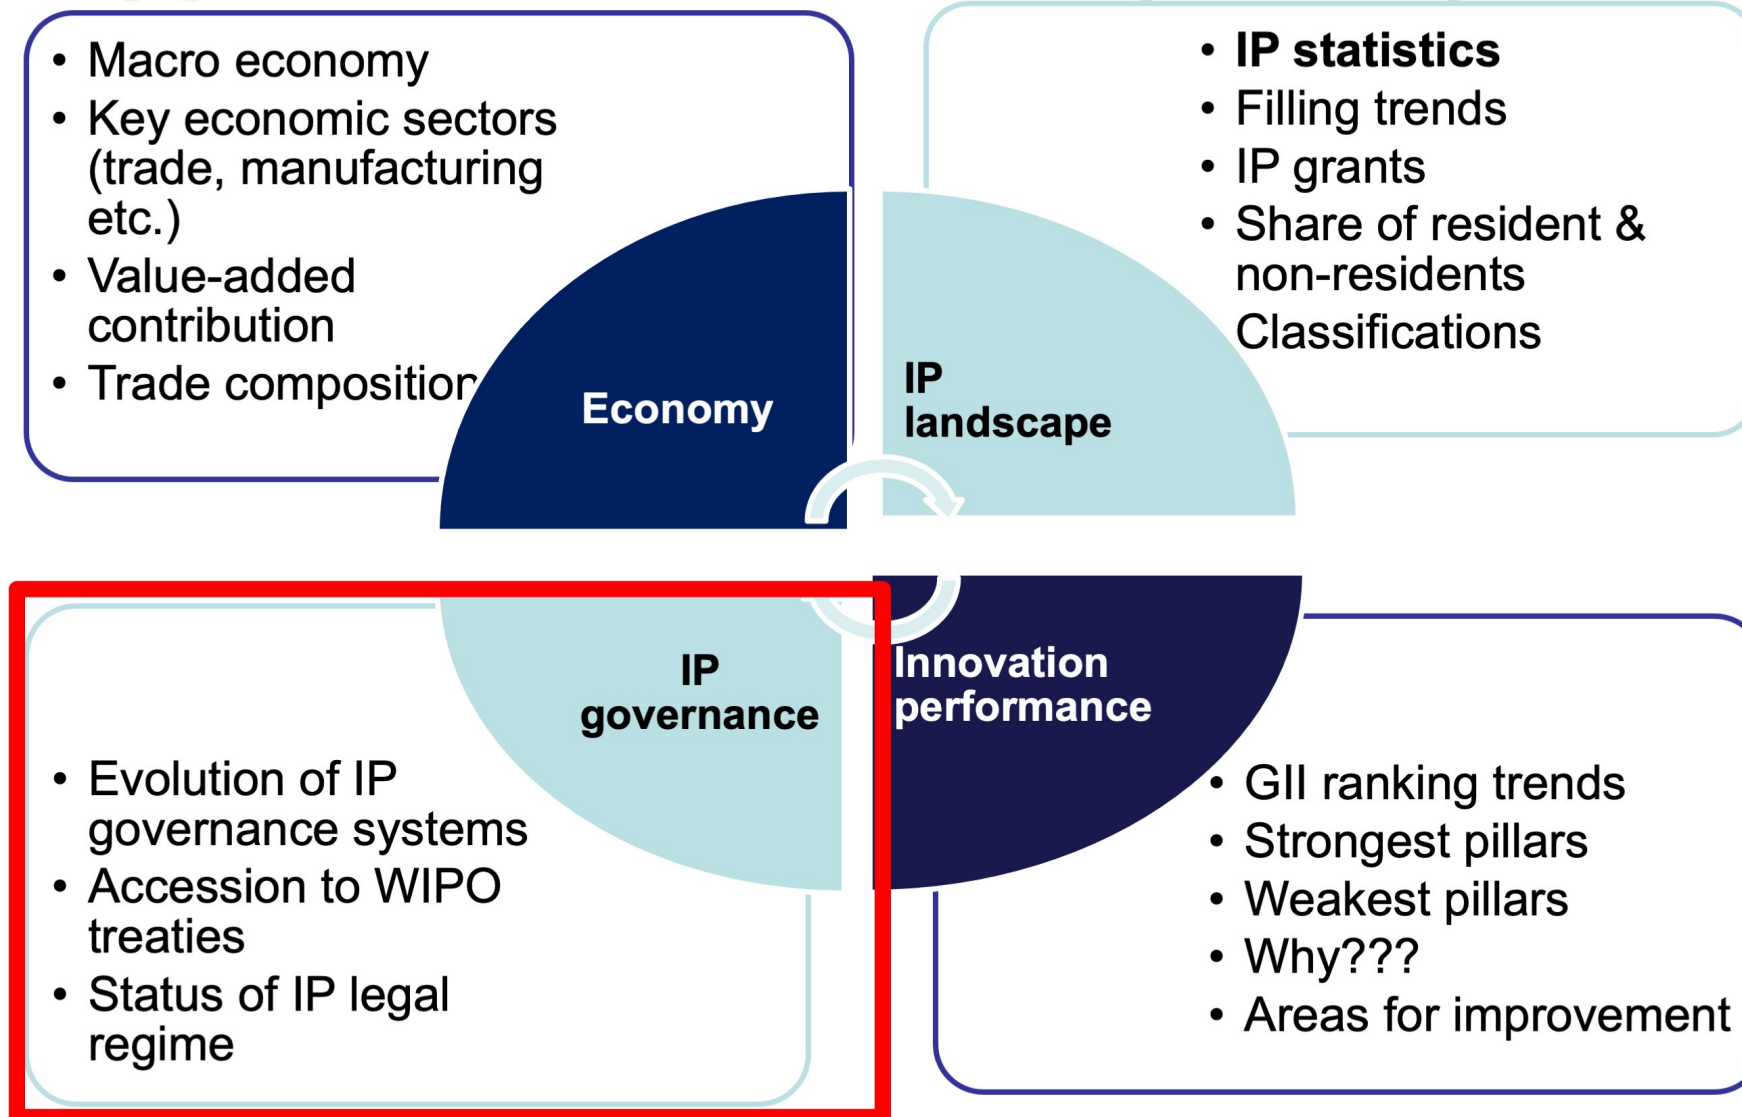 • Macro economy
• Key economic sectors
(trade, manufacturing
etc.)
• Value-added
contribution
• Trade composition
Economy
• IP statistics
• Filling trends
• IP grants
• Share of resident &
non-residents
Classifications
IP
landscape
IP
governance
• Evolution of IP
governance systems
• Accession to WIPO
treaties
• Status of IP legal
regime
Innovation
performance
• GII ranking trends
• Strongest pillars
• Weakest pillars
• Why???
• Areas for improvement